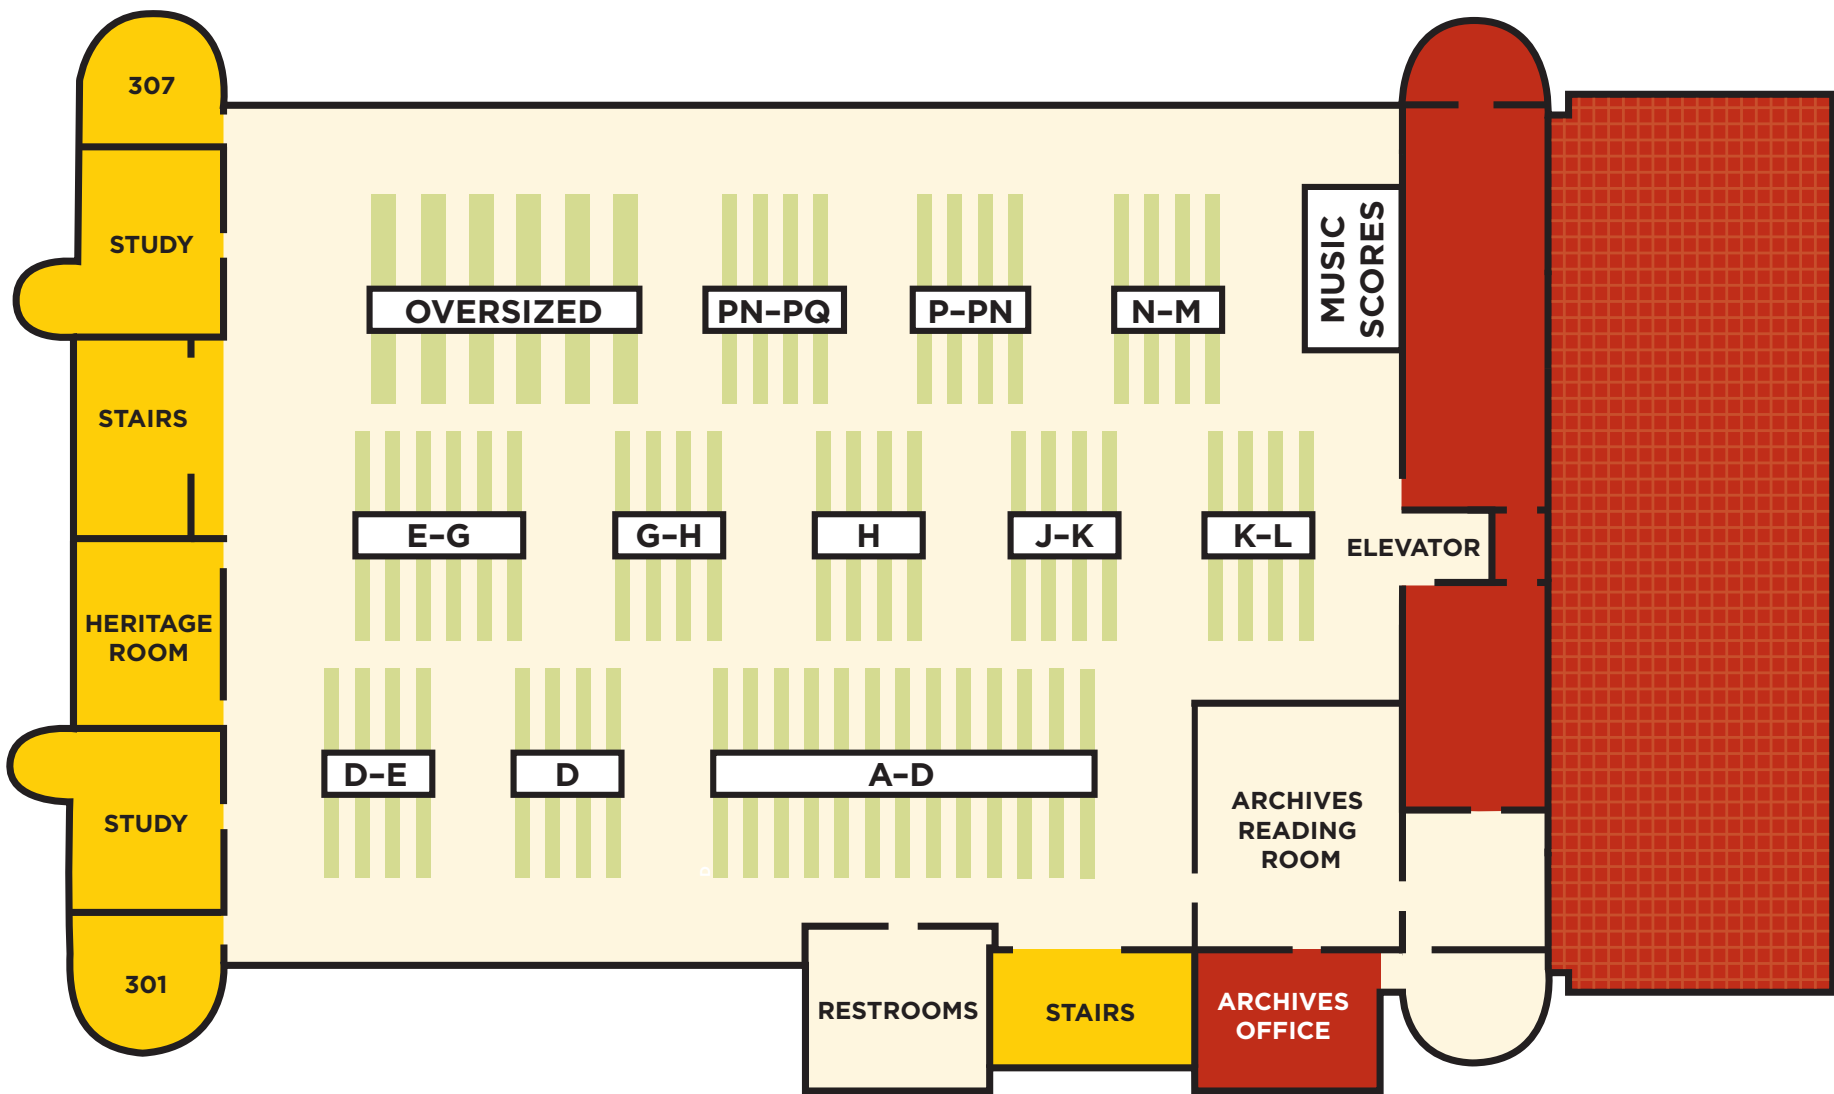 307
STUDY
STAIRS
HERITAGE
ROOM
STUDY
301
OVERSIZED
PN–PQ
P–PN
N–M
MUSIC
SCORES
E–G
G–H
H
J–K
K–L
ELEVATOR
D–E
D
A–D
ARCHIVES
READING
ROOM
RESTROOMS
STAIRS
ARCHIVES
OFFICE